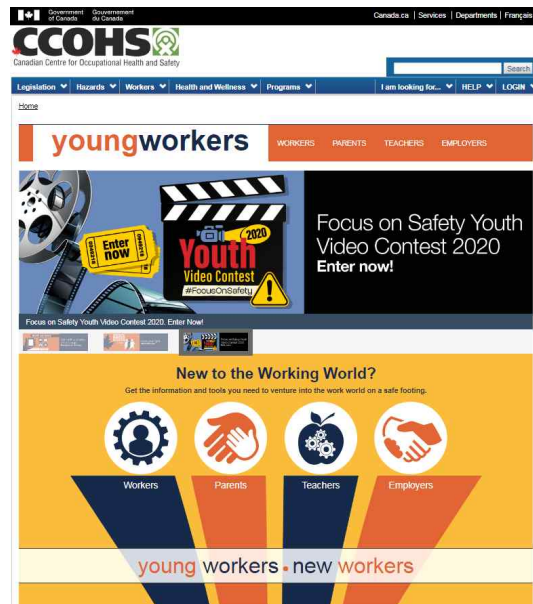 Government of Canada
Gouvernement du Canada
Canada.ca | Services | Departments | Français
CCOHS
Canadian Centre for Occupational Health and Safety
Search
Legislation Hazards Workers Health and Wellness Programs I am looking for... HELP LOGIN
Home
youngworkers
WORKERS PARENTS TEACHERS EMPLOYERS
Enter now
2020
Youth
Video Contest
#FocusOnSafety
Focus on Safety Youth
Video Contest 2020
Enter now!
Focus on Safety Youth Video Contest 2020. Enter Now!
New to the Working World?
Get the information and tools you need to venture into the work world on a safe footing.
Workers Parents Teachers Employers
young workers • new workers